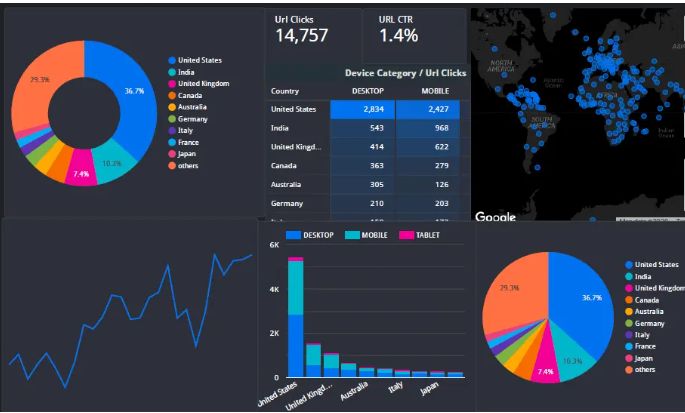 Url Clicks
14,757
URL CTR
1.4%
29.3%
36.7%
10.3%
7.4%
United States
India
United Kingdom
Canada
Australia
Germany
Italy
France
Japan
others
Device Category / Url Clicks
Country DESKTOP MOBILE
United States 2,834 2,427
India 543 968
United Kingd... 414 622
Canada 363 279
Australia 305 126
Germany 210 203
NORTH
AMERICA
SOUTH
AMERICA
AFRICA
Google
DESKTOP MOBILE TABLET
6K
4K
2K
0
United States
United Kingd...
Australia
Italy
Japan
29.3%
36.7%
10.3%
7.4%
United States
India
United Kingdom
Canada
Australia
Germany
Italy
France
Japan
others